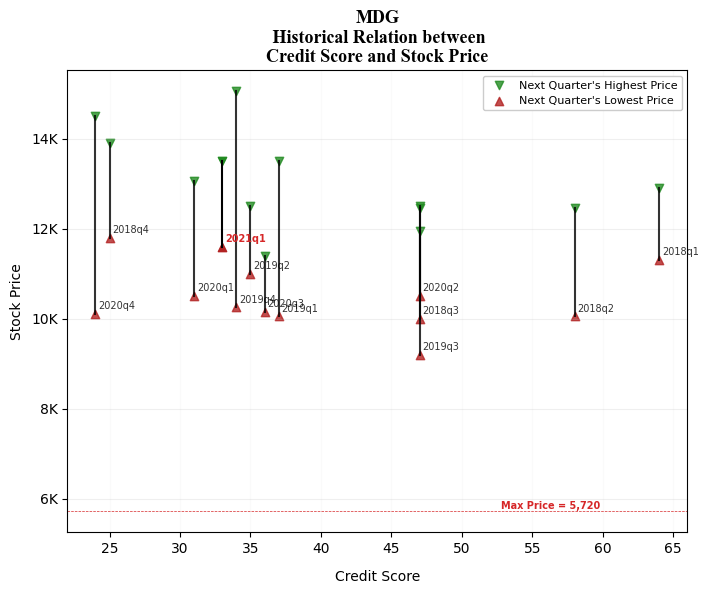 MDG
Historical Relation between
Credit Score and Stock Price
Next Quarter's Highest Price
Next Quarter's Lowest Price
14K
12K
10K
8K
6K
Stock Price
2018q4
2021q1
2018q1
2019q2
2020q1
2020q2
2020q4
2019q4
2020q3
2019q1
2018q3
2018q2
2019q3
Max Price = 5,720
25
30
35
40
45
50
55
60
65
Credit Score